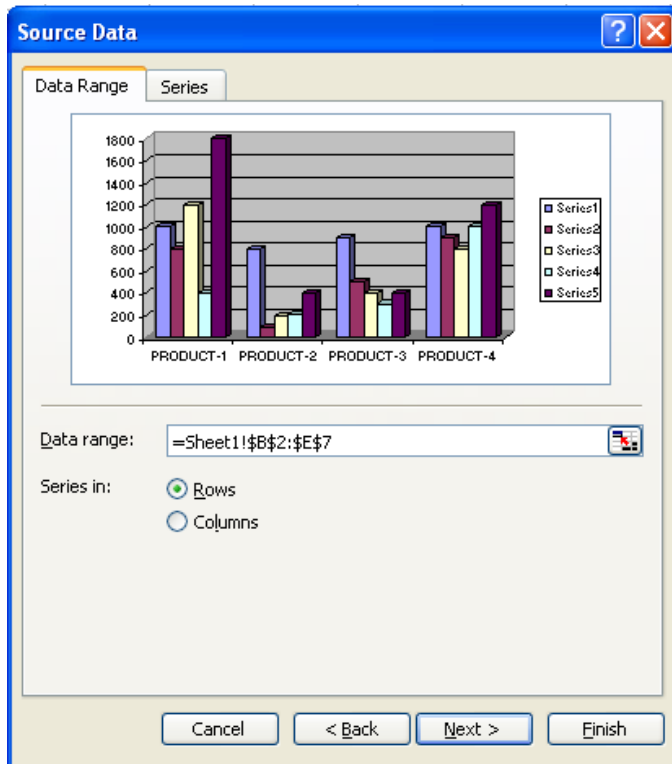 Source Data
Data Range Series
1800
1600
1400
1200
1000
800
600
400
200
0
PRODUCT-1 PRODUCT-2 PRODUCT-3 PRODUCT-4
Series1
Series2
Series3
Series4
Series5
Data range: =Sheet1!$B$2:$E$7
Series in: Rows
Columns
Cancel < Back Next > Finish